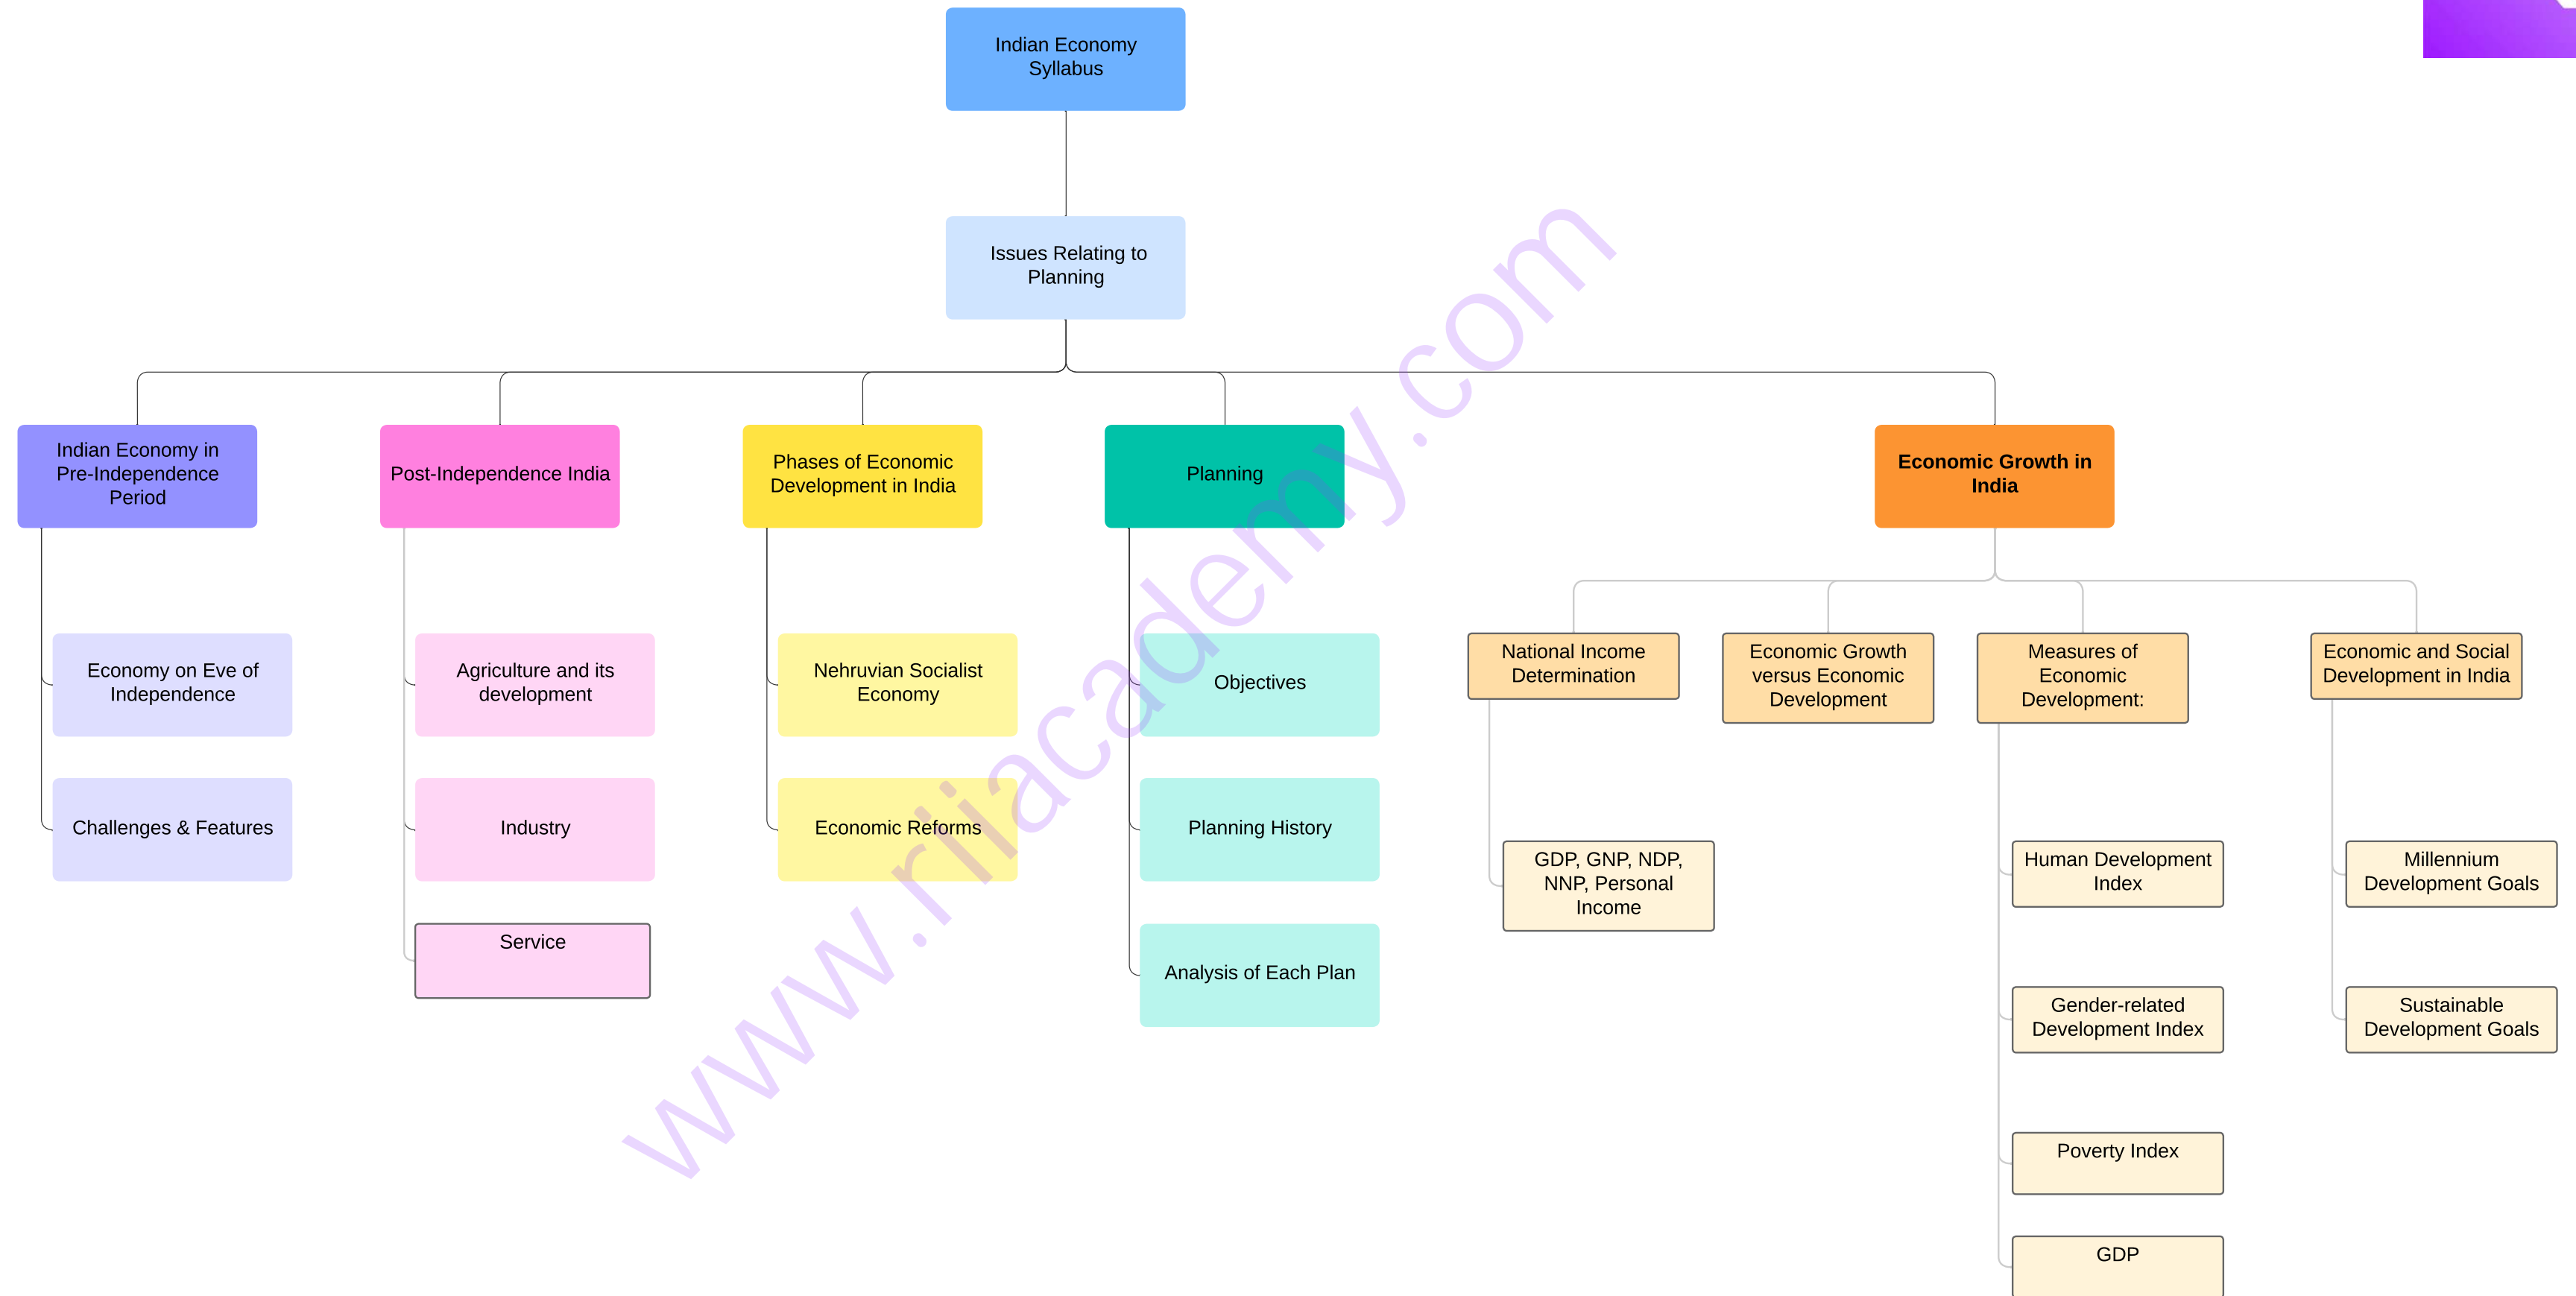 Indian Economy
Syllabus
Issues Relating to
Planning
Indian Economy in
Pre-Independence
Period
Post-Independence India
Phases of Economic
Development in India
Planning
Economic Growth in
India
Economy on Eve of
Independence
Challenges & Features
Agriculture and its
development
Industry
Service
Nehruvian Socialist
Economy
Economic Reforms
Objectives
Planning History
Analysis of Each Plan
National Income
Determination
GDP, GNP, NDP,
NNP, Personal
Income
Economic Growth
versus Economic
Development
Measures of
Economic
Development:
Human Development
Index
Gender-related
Development Index
Poverty Index
GDP
Economic and Social
Development in India
Millennium
Development Goals
Sustainable
Development Goals
www.rijiacademy.com